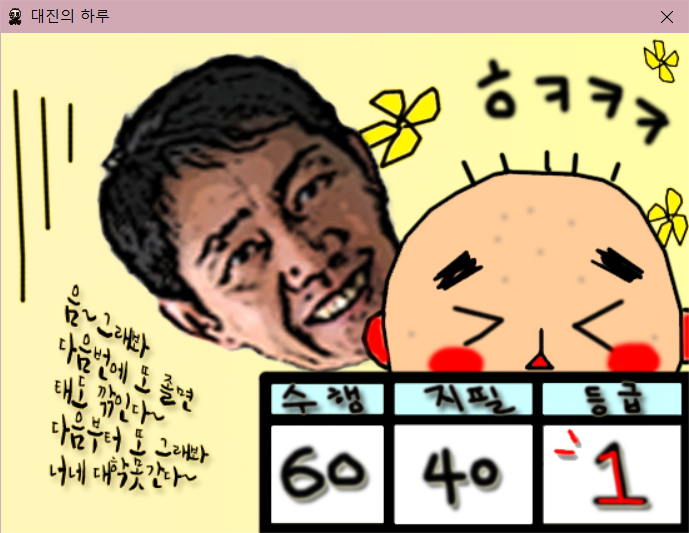 대진의 하루
ㅎㅋㅋㅋ
음~그래봐
다음번에 또 졸면
태도 깎인다~
다음부터 또 그래봐
너네 대학못간다~
수행 지필 등급
60 40 1